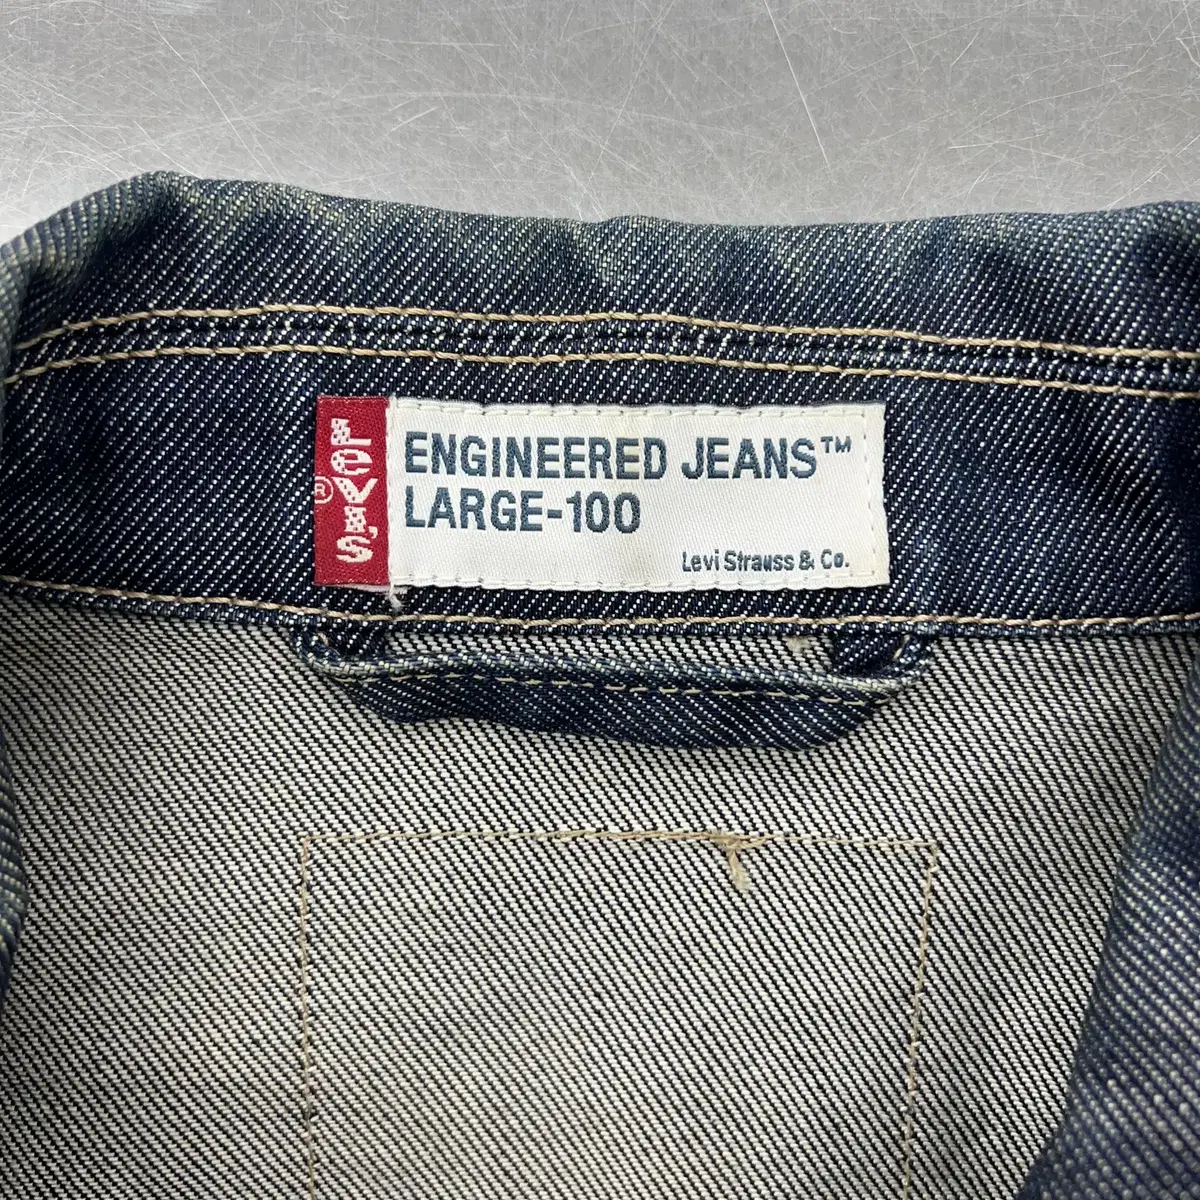 LEVI'S®
ENGINEERED JEANS™
LARGE-100
Levi Strauss & Co.